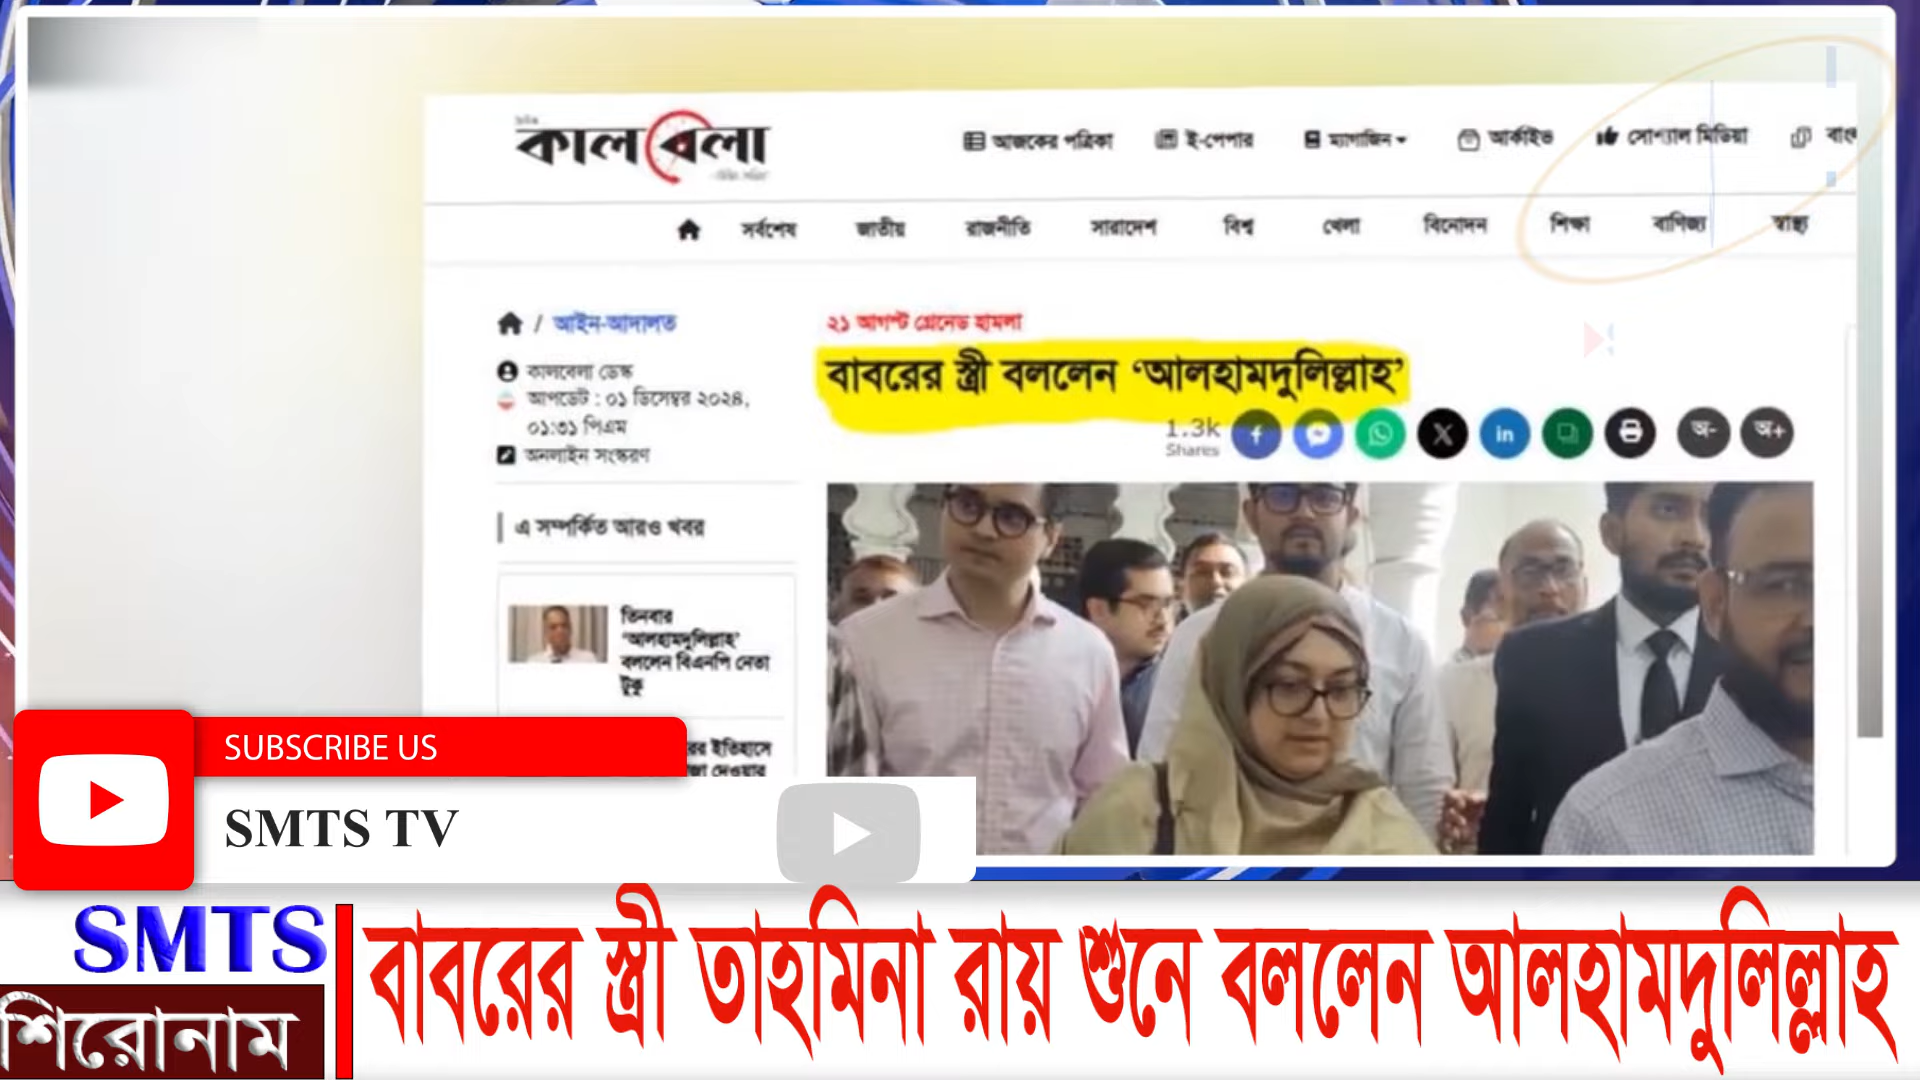 কালবেলা
আজকের পত্রিকা ই-পেপার ম্যাগাজিন আর্কাইভ সোশ্যাল মিডিয়া
সর্বশেষ জাতীয় রাজনীতি সারাদেশ বিশ্ব খেলা বিনোদন শিক্ষা বাণিজ্য স্বাস্থ্য
/ আইন-আদালত
কালবেলা ডেস্ক
আপডেট : ০১ ডিসেম্বর ২০২৪,
০১:৩১ পিএম
অনলাইন সংস্করণ
২১ আগস্ট গ্রেনেড হামলা
বাবরের স্ত্রী বললেন ‘আলহামদুলিল্লাহ’
1.3k
Shares
অ- অ+
এ সম্পর্কিত আরও খবর
তিনবার
‘আলহামদুলিল্লাহ’
বললেন বিএনপি নেতা
টুকু
রের ইতিহাসে
জা দেওয়ার
SUBSCRIBE US
SMTS TV
SMTS
শিরোনাম
বাবরের স্ত্রী তাহমিনা রায় শুনে বললেন আলহামদুলিল্লাহ